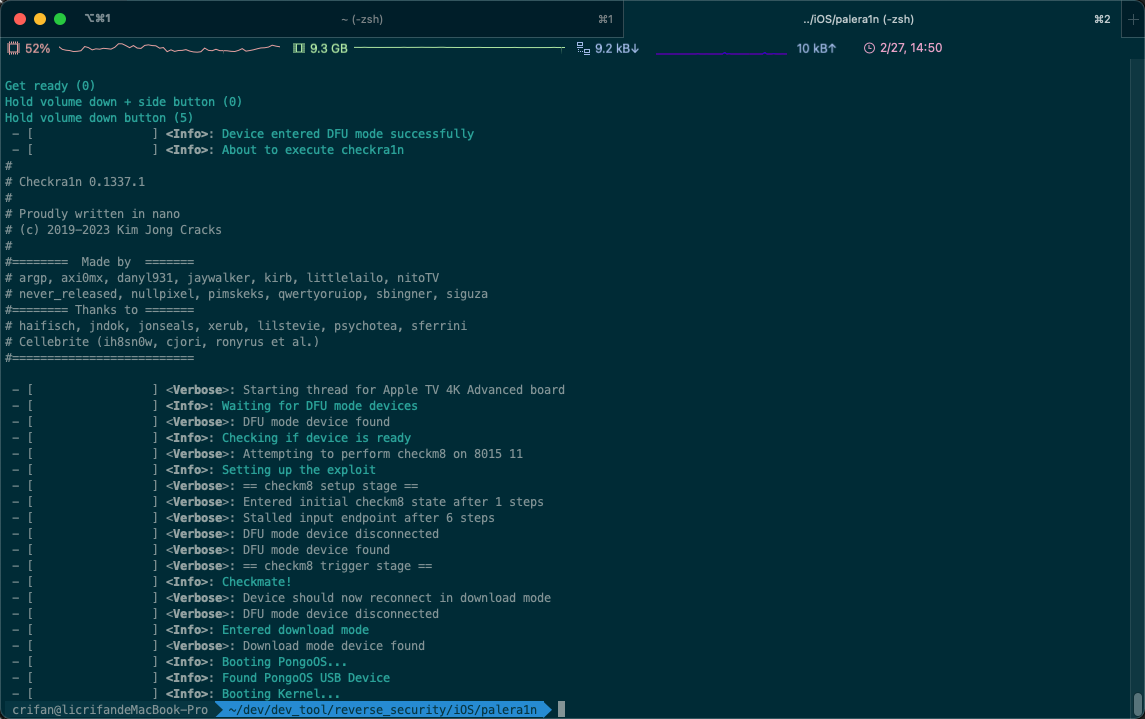 ⌥⌘1 ~ (-zsh) ⌘1 ../iOS/palera1n (-zsh) ⌘2 +
52% 9.3 GB 9.2 kB↓ 10 kB↑ 2/27, 14:50
Get ready (0)
Hold volume down + side button (0)
Hold volume down button (5)
- [ ] <Info>: Device entered DFU mode successfully
- [ ] <Info>: About to execute checkra1n
#
# Checkra1n 0.1337.1
#
# Proudly written in nano
# (c) 2019-2023 Kim Jong Cracks
#
#======== Made by =======
# argp, axi0mx, danyl931, jaywalker, kirb, littlelailo, nitoTV
# never_released, nullpixel, pimskeks, qwertyoruiop, sbingner, siguza
#======== Thanks to =======
# haifisch, jndok, jonseals, xerub, lilstevie, psychotea, sferrini
# Cellebrite (ih8sn0w, cjori, ronyrus et al.)
#==========================
- [ ] <Verbose>: Starting thread for Apple TV 4K Advanced board
- [ ] <Info>: Waiting for DFU mode devices
- [ ] <Verbose>: DFU mode device found
- [ ] <Info>: Checking if device is ready
- [ ] <Verbose>: Attempting to perform checkm8 on 8015 11
- [ ] <Info>: Setting up the exploit
- [ ] <Verbose>: == checkm8 setup stage ==
- [ ] <Verbose>: Entered initial checkm8 state after 1 steps
- [ ] <Verbose>: Stalled input endpoint after 6 steps
- [ ] <Verbose>: DFU mode device disconnected
- [ ] <Verbose>: DFU mode device found
- [ ] <Verbose>: == checkm8 trigger stage ==
- [ ] <Info>: Checkmate!
- [ ] <Verbose>: Device should now reconnect in download mode
- [ ] <Verbose>: DFU mode device disconnected
- [ ] <Info>: Entered download mode
- [ ] <Verbose>: Download mode device found
- [ ] <Info>: Booting PongoOS...
- [ ] <Info>: Found PongoOS USB Device
- [ ] <Info>: Booting Kernel...
crifan@licrifandeMacBook-Pro ~/dev/dev_tool/reverse_security/iOS/palera1n